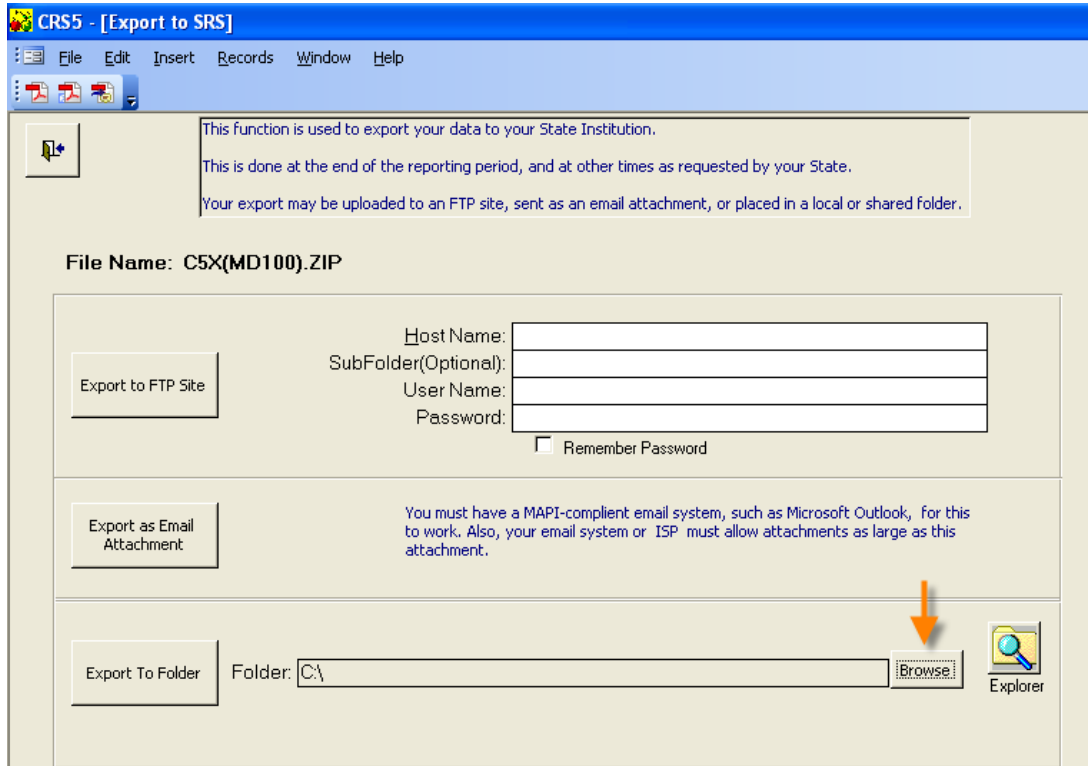 CRS5 - [Export to SRS]
File Edit Insert Records Window Help
This function is used to export your data to your State Institution.
This is done at the end of the reporting period, and at other times as requested by your State.
Your export may be uploaded to an FTP site, sent as an email attachment, or placed in a local or shared folder.
File Name: C5X(MD100).ZIP
Host Name:
SubFolder(Optional):
Export to FTP Site
User Name:
Password:
Remember Password
Export as Email
Attachment
You must have a MAPI-complient email system, such as Microsoft Outlook, for this
to work. Also, your email system or ISP must allow attachments as large as this
attachment.
Export To Folder Folder: C:\ Browse
Explorer